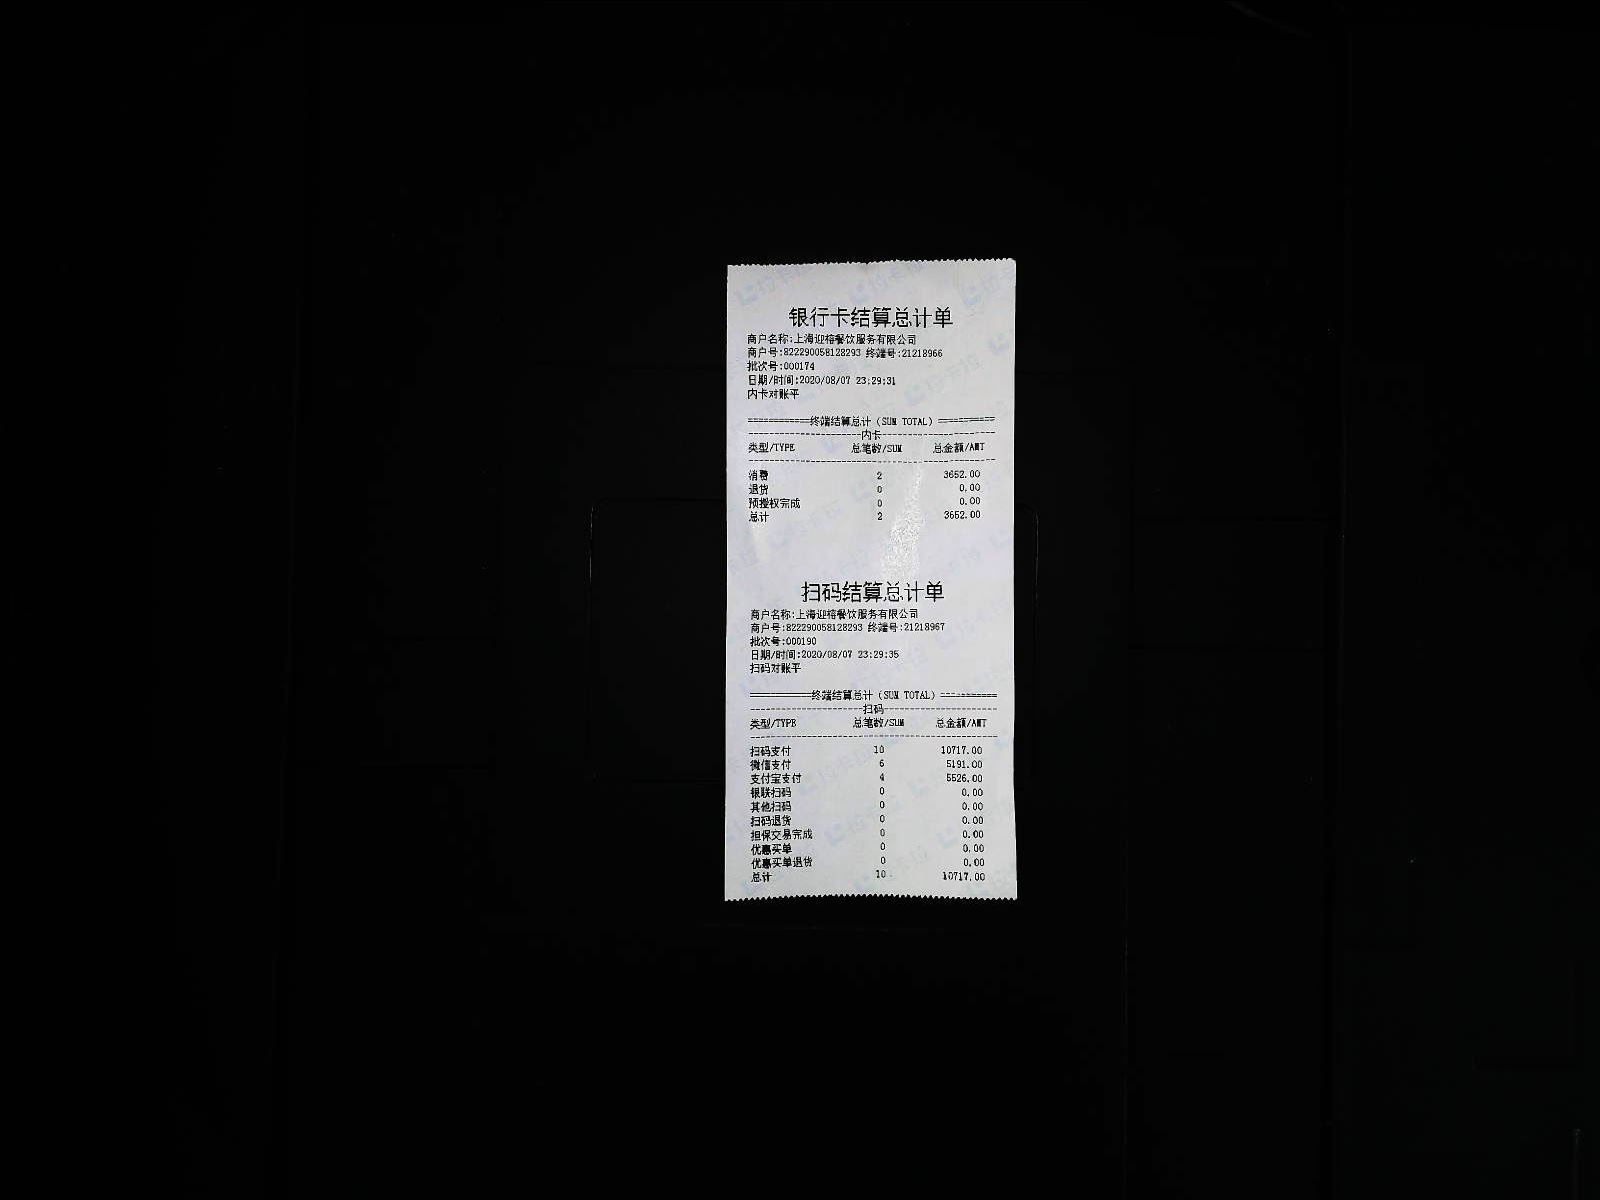 银行卡结算总计单
商户名称:上海迎榕餐饮服务有限公司
商户号:822290058128293 终端号:21218966
批次号:000174
日期/时间:2020/08/07 23:29:31
内卡对账平
============终端结算总计(SUM TOTAL)===========
----------------------内卡----------------------
类型/TYPE 总笔数/SUM 总金额/AMT
------------------------------------------------
消费 2 3652.00
退货 0 0.00
预授权完成 0 0.00
总计 2 3652.00
扫码结算总计单
商户名称:上海迎榕餐饮服务有限公司
商户号:822290058128293 终端号:21218967
批次号:000190
日期/时间:2020/08/07 23:29:35
扫码对账平
============终端结算总计(SUM TOTAL)===========
----------------------扫码----------------------
类型/TYPE 总笔数/SUM 总金额/AMT
------------------------------------------------
扫码支付 10 10717.00
微信支付 6 5191.00
支付宝支付 4 5526.00
银联扫码 0 0.00
其他扫码 0 0.00
扫码退货 0 0.00
担保交易完成 0 0.00
优惠买单 0 0.00
优惠买单退货 0 0.00
总计 10 10717.00